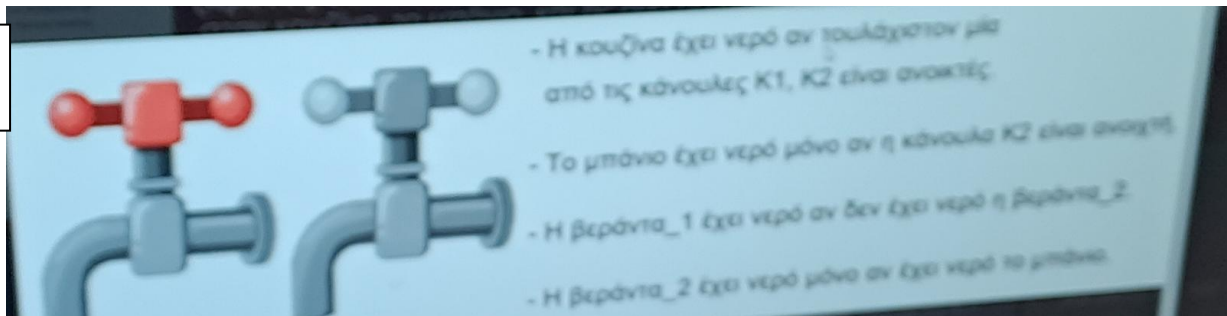 - Η κουζίνα έχει νερό αν τουλάχιστον μία
από τις κάνουλες Κ1, Κ2 είναι ανοικτές.
- Το μπάνιο έχει νερό μόνο αν η κάνουλα Κ2 είναι ανοιχτή.
- Η βεράντα_1 έχει νερό αν δεν έχει νερό η βεράντα_2.
- Η βεράντα_2 έχει νερό μόνο αν έχει νερό το μπάνιο.